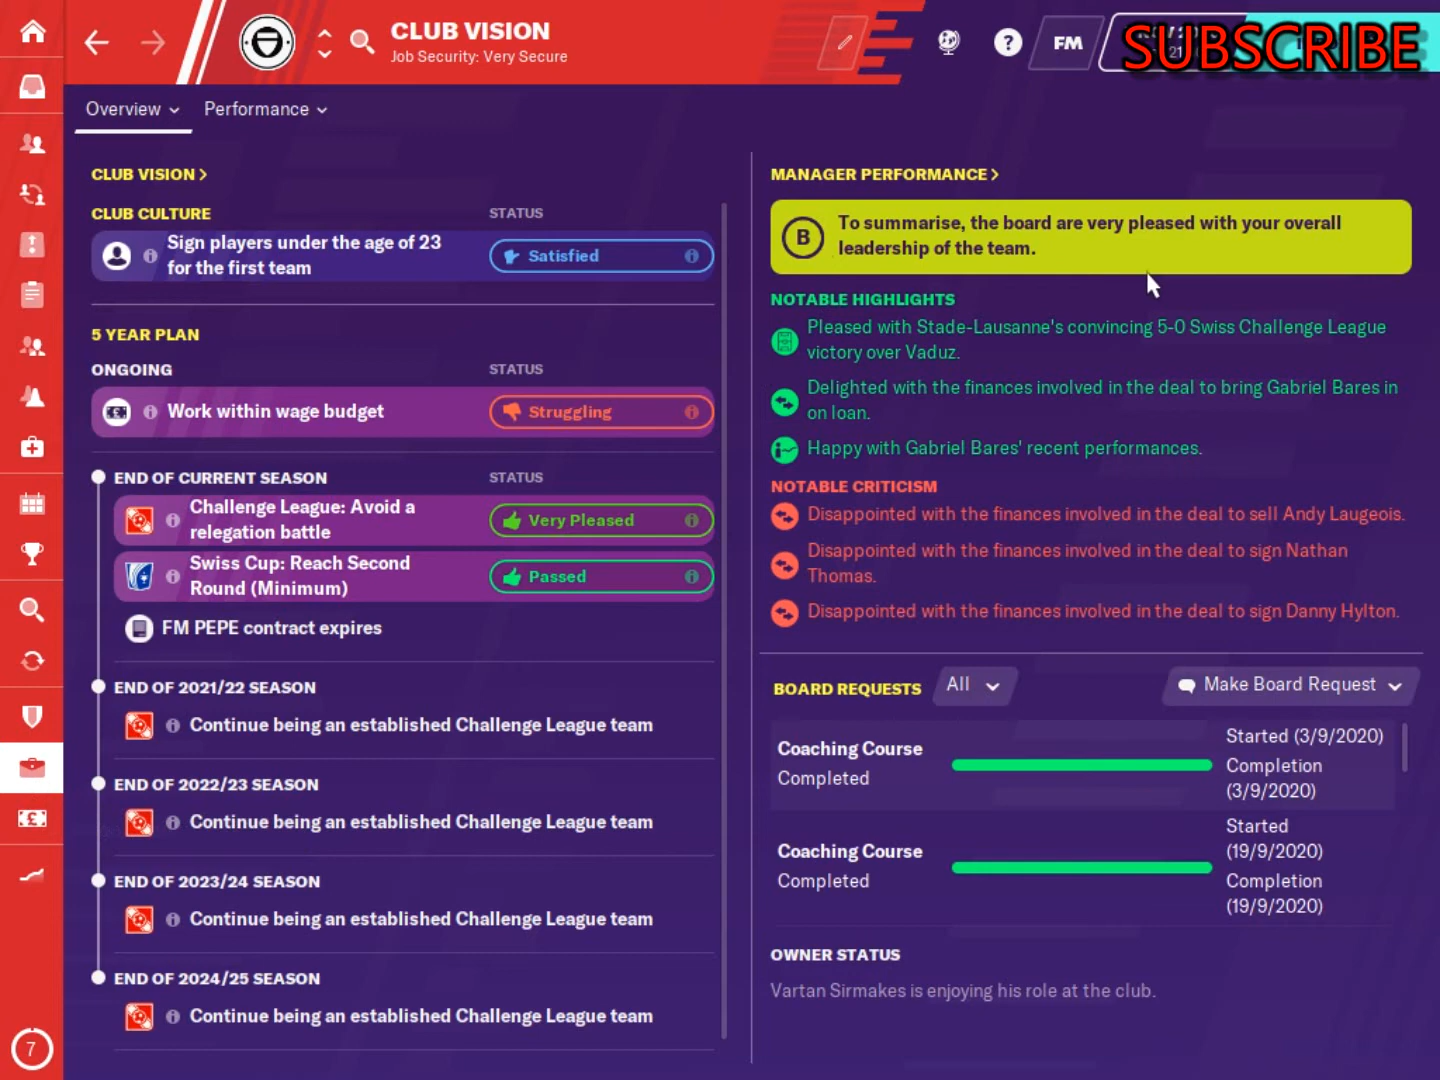 CLUB VISION
Job Security: Very Secure
FM
SUBSCRIBE
Overview
Performance
CLUB VISION >
CLUB CULTURE STATUS
Sign players under the age of 23
for the first team
Satisfied
5 YEAR PLAN
ONGOING STATUS
Work within wage budget
Struggling
END OF CURRENT SEASON STATUS
Challenge League: Avoid a
relegation battle
Very Pleased
Swiss Cup: Reach Second
Round (Minimum)
Passed
FM PEPE contract expires
END OF 2021/22 SEASON
Continue being an established Challenge League team
END OF 2022/23 SEASON
Continue being an established Challenge League team
END OF 2023/24 SEASON
Continue being an established Challenge League team
END OF 2024/25 SEASON
Continue being an established Challenge League team
7
MANAGER PERFORMANCE >
B
To summarise, the board are very pleased with your overall
leadership of the team.
NOTABLE HIGHLIGHTS
Pleased with Stade-Lausanne's convincing 5-0 Swiss Challenge League
victory over Vaduz.
Delighted with the finances involved in the deal to bring Gabriel Bares in
on loan.
Happy with Gabriel Bares' recent performances.
NOTABLE CRITICISM
Disappointed with the finances involved in the deal to sell Andy Laugeois.
Disappointed with the finances involved in the deal to sign Nathan
Thomas.
Disappointed with the finances involved in the deal to sign Danny Hylton.
BOARD REQUESTS
All
Make Board Request
Coaching Course
Completed
Started (3/9/2020)
Completion
(3/9/2020)
Coaching Course
Completed
Started
(19/9/2020)
Completion
(19/9/2020)
OWNER STATUS
Vartan Sirmakes is enjoying his role at the club.